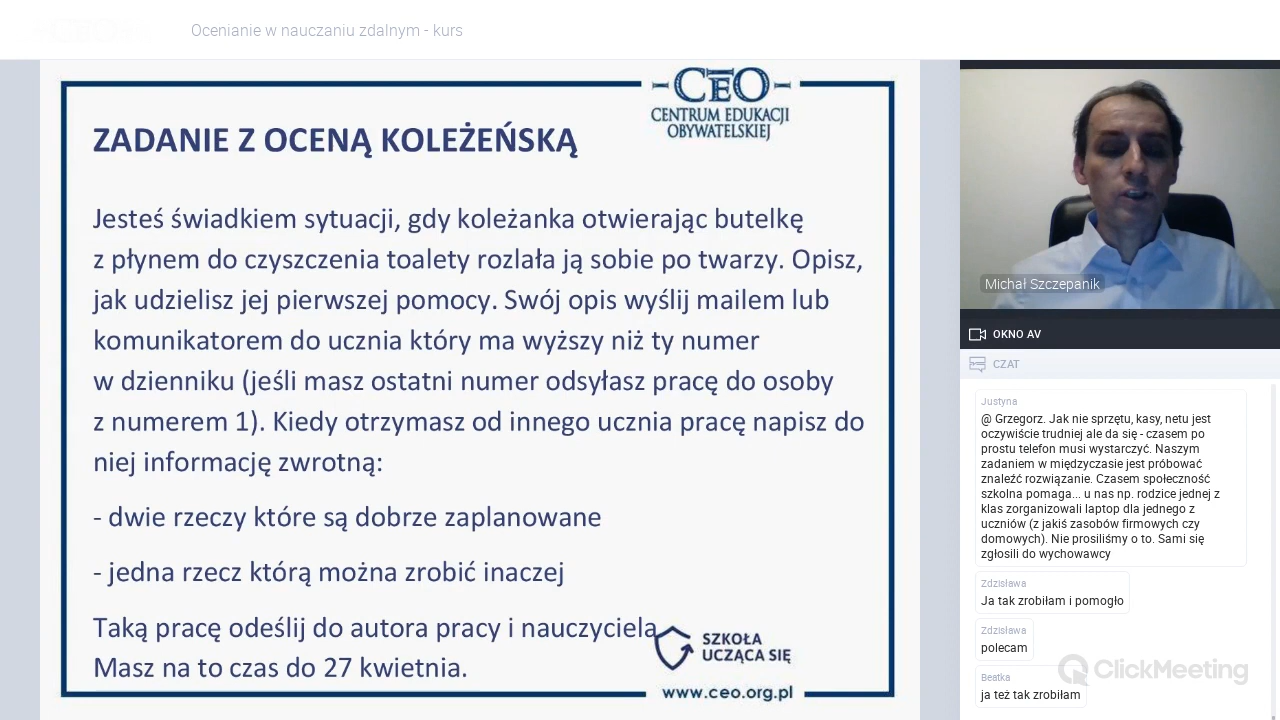 Ocenianie w nauczaniu zdalnym - kurs
CEO
CENTRUM EDUKACJI
OBYWATELSKIEJ
ZADANIE Z OCENĄ KOLEŻEŃSKĄ
Jesteś świadkiem sytuacji, gdy koleżanka otwierając butelkę
z płynem do czyszczenia toalety rozlała ją sobie po twarzy. Opisz,
jak udzielisz jej pierwszej pomocy. Swój opis wyślij mailem lub
komunikatorem do ucznia który ma wyższy niż ty numer
w dzienniku (jeśli masz ostatni numer odsyłasz pracę do osoby
z numerem 1). Kiedy otrzymasz od innego ucznia pracę napisz do
niej informację zwrotną:
- dwie rzeczy które są dobrze zaplanowane
- jedna rzecz którą można zrobić inaczej
Taką pracę odeślij do autora pracy i nauczyciela.
Masz na to czas do 27 kwietnia.
SZKOŁA
UCZĄCA SIĘ
www.ceo.org.pl
Michał Szczepanik
OKNO AV
CZAT
Justyna
@ Grzegorz. Jak nie sprzętu, kasy, netu jest
oczywiście trudniej ale da się - czasem po
prostu telefon musi wystarczyć. Naszym
zadaniem w międzyczasie jest próbować
znaleźć rozwiązanie. Czasem społeczność
szkolna pomaga... u nas np. rodzice jednej z
klas zorganizowali laptop dla jednego z
uczniów (z jakiś zasobów firmowych czy
domowych). Nie prosiliśmy o to. Sami się
zgłosili do wychowawcy
Zdzisława
Ja tak zrobiłam i pomogło
Zdzisława
polecam
Beatka
ja też tak zrobiłam
ClickMeeting